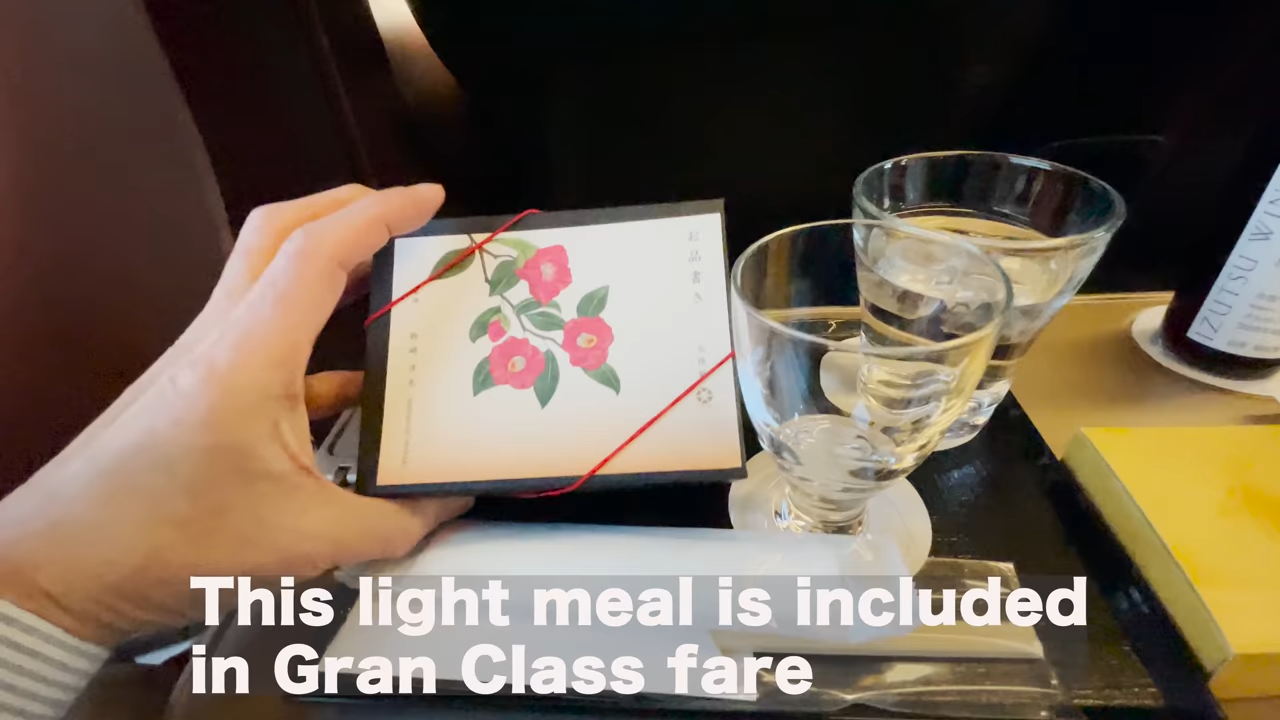 お品書き
IZUTSU WIN
This light meal is included
in Gran Class fare